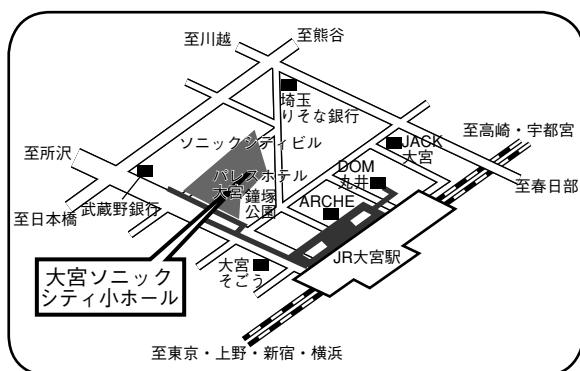 至川越
至熊谷
埼玉
りそな銀行
ソニックシティビル
JACK
大宮
至高崎・宇都宮
至所沢
パレスホテル
大宮
鐘塚
公園
DOM
丸井
至春日部
武蔵野銀行
ARCHE
至日本橋
大宮ソニック
シティ小ホール
大宮
そごう
JR大宮駅
至東京・上野・新宿・横浜